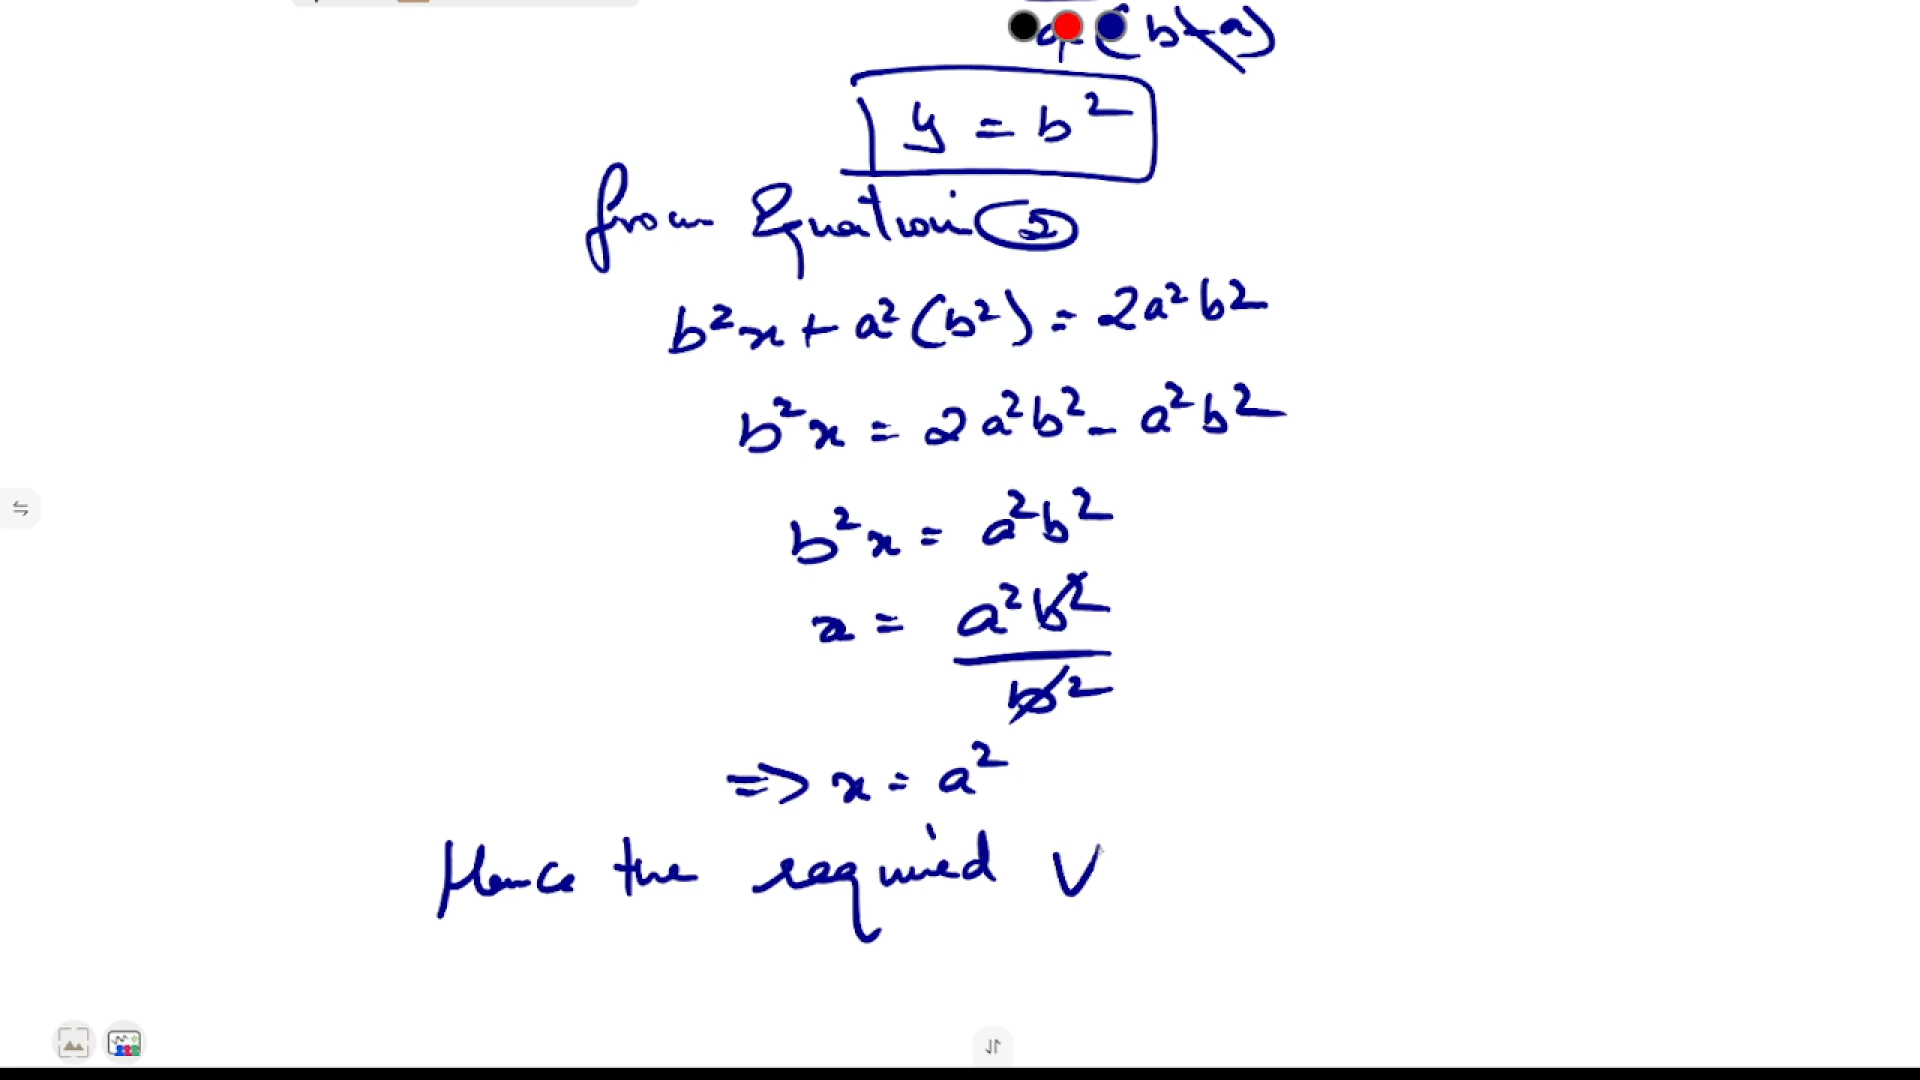 a (b-a)
y = b²
from Equation ②
b²x + a²(b²) = 2a²b²
b²x = 2a²b² - a²b²
b²x = a²b²
x = a²b²
b²
=> x = a²
Hence the required V